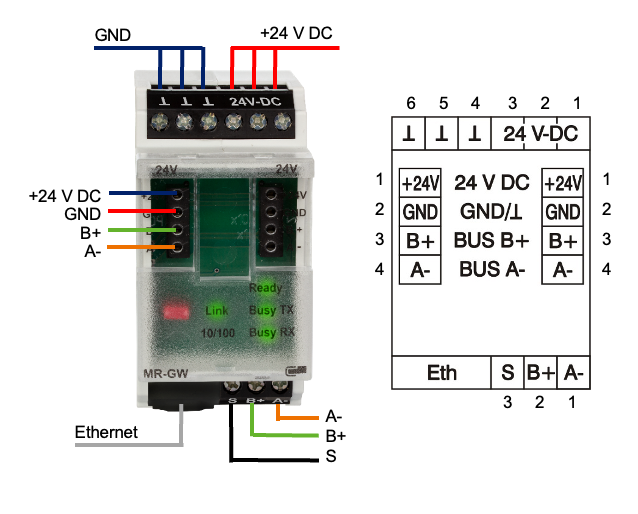 GND
+24 V DC
⊥ ⊥ ⊥ 24V-DC
24V 24V
+24 V DC
GND
B+
A-
Ready
Link Busy TX
10/100 Busy RX
MR-GW
S B+ A-
Ethernet
A-
B+
S
6 5 4 3 2 1
⊥ ⊥ ⊥ 24 V-DC
1 +24V 24 V DC +24V 1
2 GND GND/⊥ GND 2
3 B+ BUS B+ B+ 3
4 A- BUS A- A- 4
Eth S B+ A-
3 2 1